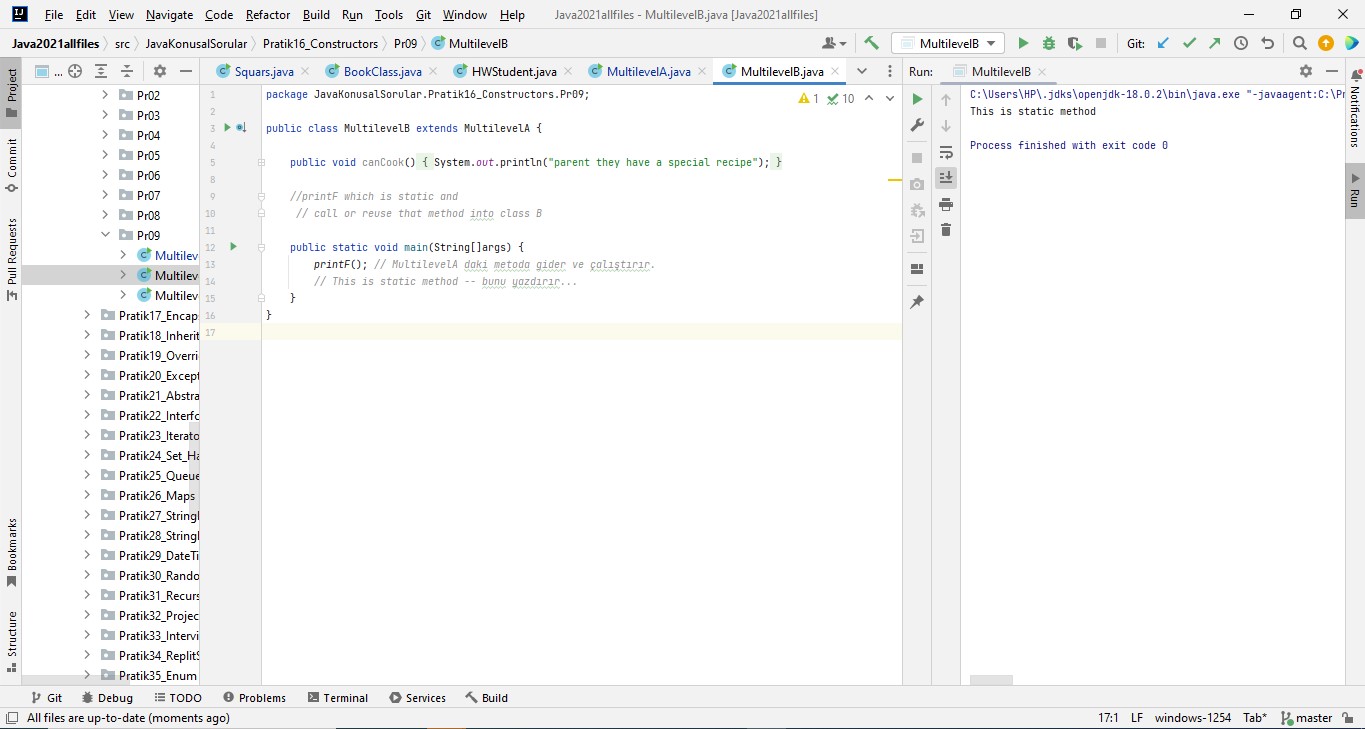 File Edit View Navigate Code Refactor Build Run Tools Git Window Help Java2021allfiles - MultilevelB.java [Java2021allfiles]
Java2021allfiles src JavaKonusalSorular Pratik16_Constructors Pr09 MultilevelB MultilevelB Git:
Project
Commit
Pull Requests
Bookmarks
Structure
...
Pr02
Pr03
Pr04
Pr05
Pr06
Pr07
Pr08
Pr09
Multilev
Multilev
Multilev
Pratik17_Encap
Pratik18_Inherit
Pratik19_Overri
Pratik20_Except
Pratik21_Abstra
Pratik22_Interfc
Pratik23_Iterato
Pratik24_Set_Ha
Pratik25_Queue
Pratik26_Maps
Pratik27_StringI
Pratik28_StringI
Pratik29_DateTi
Pratik30_Rando
Pratik31_Recurs
Pratik32_Projec
Pratik33_Intervi
Pratik34_ReplitS
Pratik35_Enum
Squars.java BookClass.java HWStudent.java MultilevelA.java MultilevelB.java
1 package JavaKonusalSorular.Pratik16_Constructors.Pr09; 1 10
2
3 public class MultilevelB extends MultilevelA {
4
5 public void canCook() { System.out.println("parent they have a special recipe"); }
8
9 //printF which is static and
10 // call or reuse that method into class B
11
12 public static void main(String[]args) {
13 printF(); // MultilevelA daki metoda gider ve çalıştırır.
14 // This is static method -- bunu yazdırır...
15 }
16 }
17
Run: MultilevelB
C:\Users\HP\.jdks\openjdk-18.0.2\bin\java.exe "-javaagent:C:\Pr
This is static method
Process finished with exit code 0
Notifications
Run
Git Debug TODO Problems Terminal Services Build
All files are up-to-date (moments ago) 17:1 LF windows-1254 Tab* master